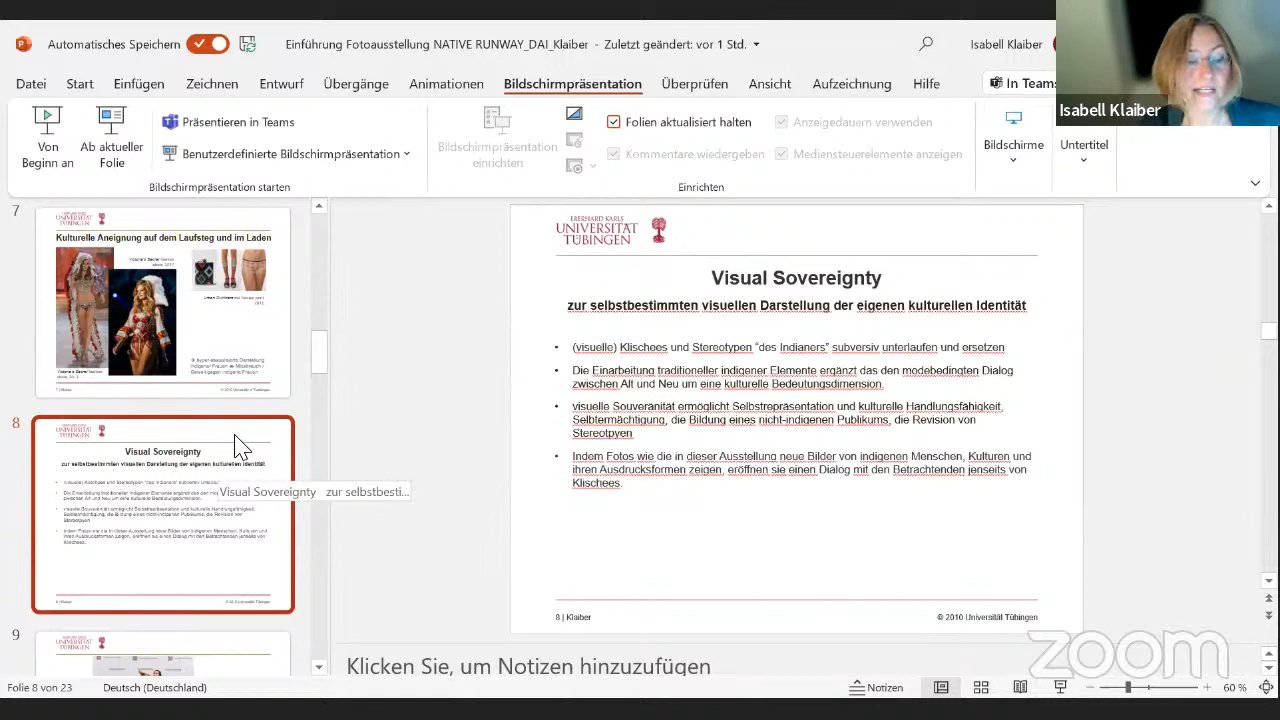 Automatisches Speichern
Einführung Fotoausstellung NATIVE RUNWAY_DAI_Klaiber - Zuletzt geändert: vor 1 Std.
Isabell Klaiber
Datei Start Einfügen Zeichnen Entwurf Übergänge Animationen Bildschirmpräsentation Überprüfen Ansicht Aufzeichnung Hilfe
In Teams
Isabell Klaiber
Von Beginn an
Ab aktueller Folie
Präsentieren in Teams
Benutzerdefinierte Bildschirmpräsentation
Bildschirmpräsentation starten
Bildschirmpräsentation einrichten
Folien aktualisiert halten
Kommentare wiedergeben
Anzeigedauern verwenden
Mediensteuerelemente anzeigen
Einrichten
Bildschirme
Untertitel
7
UNIVERSITÄT
TÜBINGEN
Kulturelle Aneignung auf dem Laufsteg und im Laden
8
UNIVERSITÄT
TÜBINGEN
Visual Sovereignty
zur selbstbestimmten visuellen Darstellung der eigenen kulturellen Identität
Visual Sovereignty zur selbstbesti...
9
UNIVERSITÄT
TÜBINGEN
EBERHARD KARLS
UNIVERSITÄT
TÜBINGEN
Visual Sovereignty
zur selbstbestimmten visuellen Darstellung der eigenen kulturellen Identität
• (visuelle) Klischees und Stereotypen "des Indianers" subversiv unterlaufen und ersetzen
• Die Einarbeitung traditioneller indigener Elemente ergänzt das den modebedingten Dialog
zwischen Alt und Neu um eine kulturelle Bedeutungsdimension.
• visuelle Souveränität ermöglicht Selbstrepräsentation und kulturelle Handlungsfähigkeit,
Selbtermächtigung, die Bildung eines nicht-indigenen Publikums, die Revision von
Stereotpyen
• Indem Fotos wie die in dieser Ausstellung neue Bilder von indigenen Menschen, Kulturen und
ihren Ausdrucksformen zeigen, eröffnen sie einen Dialog mit den Betrachtenden jenseits von
Klischees.
8 | Klaiber
© 2010 Universität Tübingen
Klicken Sie, um Notizen hinzuzufügen
zoom
Folie 8 von 23
Deutsch (Deutschland)
Notizen
60 %